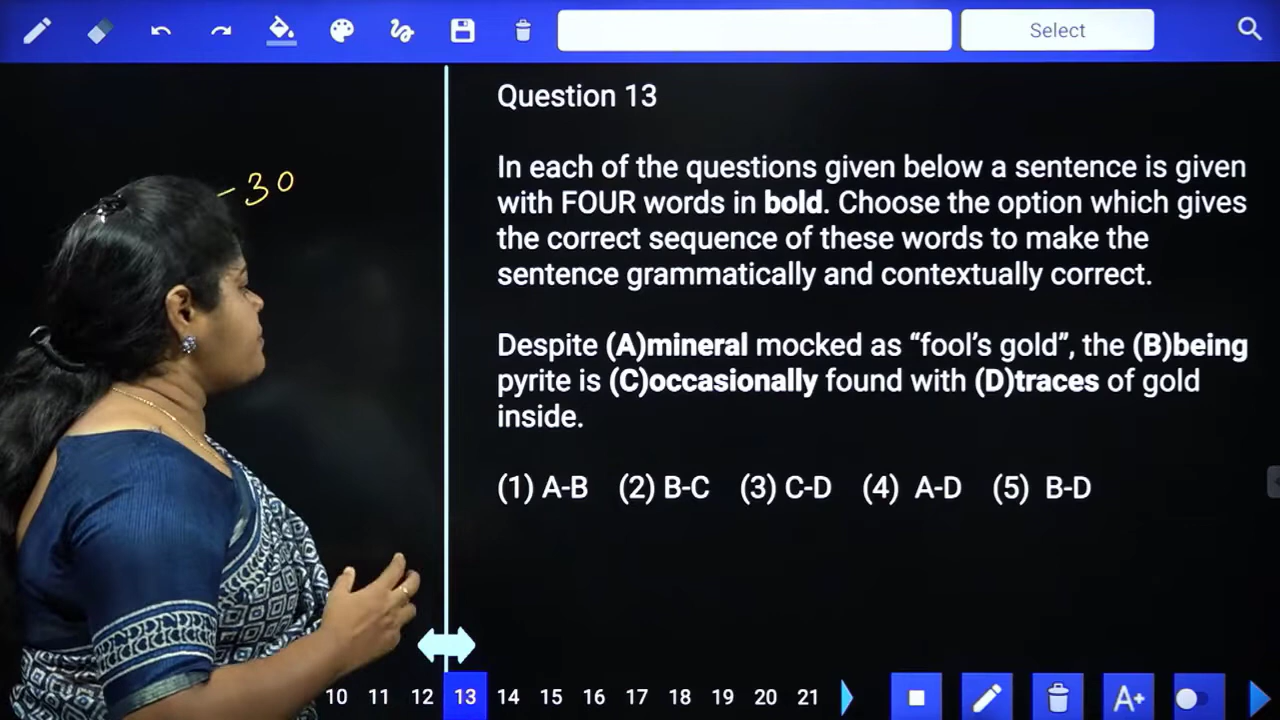 Select
Question 13
-30
In each of the questions given below a sentence is given
with FOUR words in bold. Choose the option which gives
the correct sequence of these words to make the
sentence grammatically and contextually correct.
Despite (A)mineral mocked as “fool’s gold”, the (B)being
pyrite is (C)occasionally found with (D)traces of gold
inside.
(1) A-B (2) B-C (3) C-D (4) A-D (5) B-D
10 11 12 13 14 15 16 17 18 19 20 21 A+